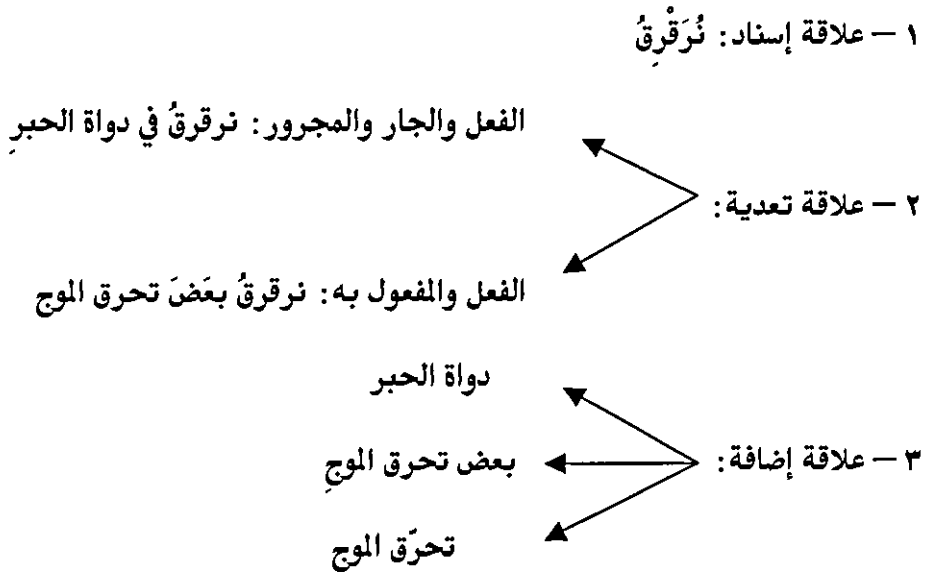 ١ – علاقة إسناد: نُرَقْرِقُ
الفعل والجار والمجرور: نرقرقُ في دواة الحبرِ
٢ – علاقة تعدية:
الفعل والمفعول به: نرقرقُ بعَضَ تحرق الموج
دواة الحبر
٣ – علاقة إضافة:
بعض تحرق الموجِ
تحرّق الموج